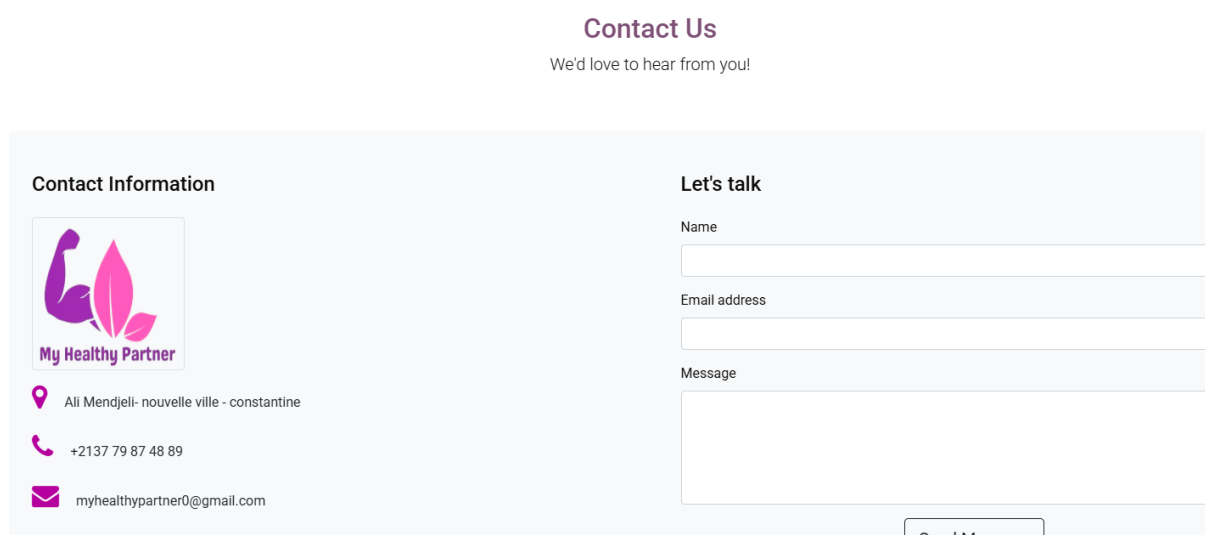 Contact Us
We'd love to hear from you!
Contact Information
My Healthy Partner
Ali Mendjeli- nouvelle ville - constantine
+2137 79 87 48 89
myhealthypartner0@gmail.com
Let's talk
Name
Email address
Message